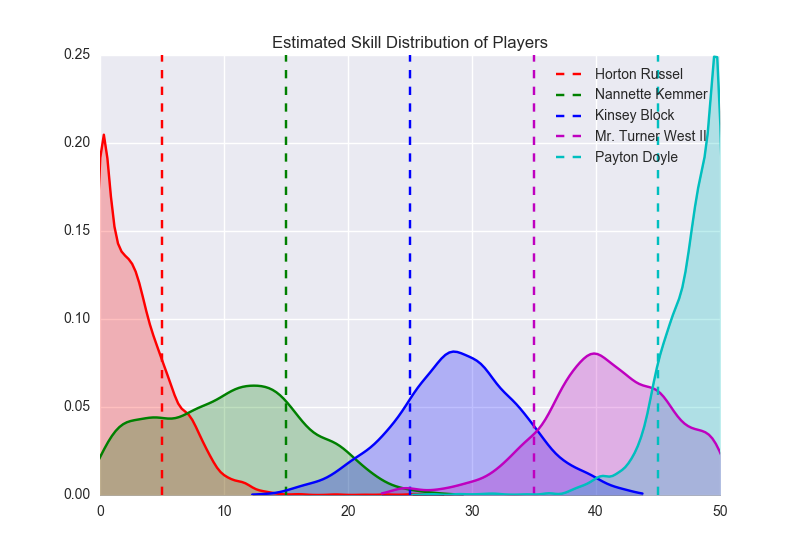 Estimated Skill Distribution of Players
0.25
0.20
0.15
0.10
0.05
0.00
Horton Russel
Nannette Kemmer
Kinsey Block
Mr. Turner West II
Payton Doyle
0 10 20 30 40 50